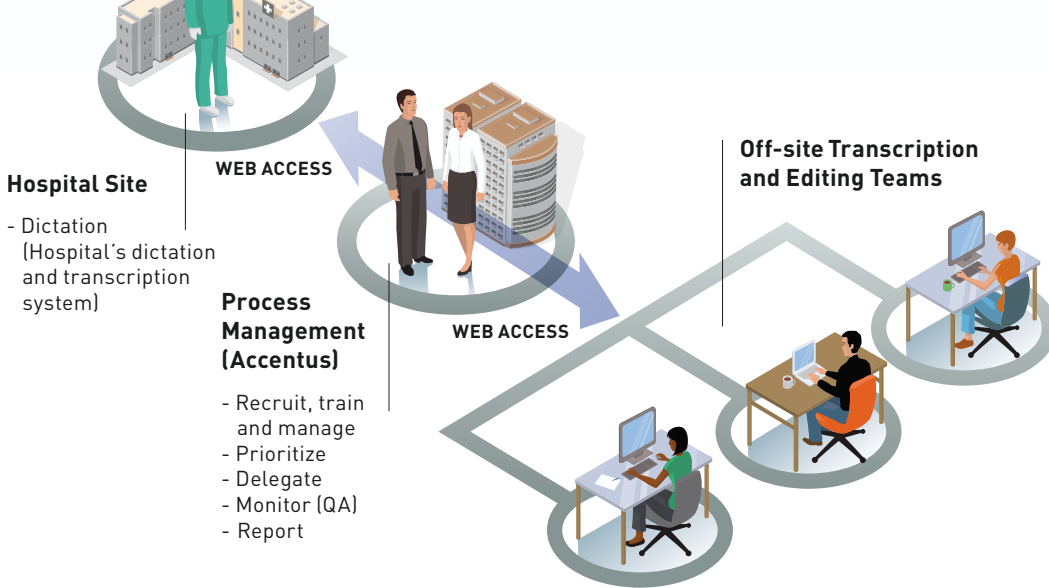 WEB ACCESS
Hospital Site
- Dictation
(Hospital's dictation
and transcription
system)
Process
Management
(Accentus)
- Recruit, train
and manage
- Prioritize
- Delegate
- Monitor (QA)
- Report
WEB ACCESS
Off-site Transcription
and Editing Teams